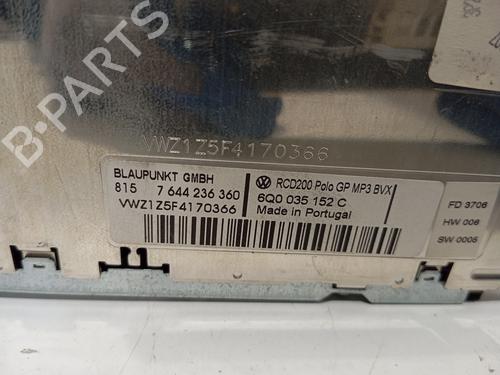 B-PARTS
VWZ1Z5F4170366
BLAUPUNKT GMBH
815 7 644 236 360
VWZ1Z5F4170366
RCD200 Polo GP MP3 BVX
6Q0 035 152 C
Made in Portugal
FD 3706
HW 006
SW 0005